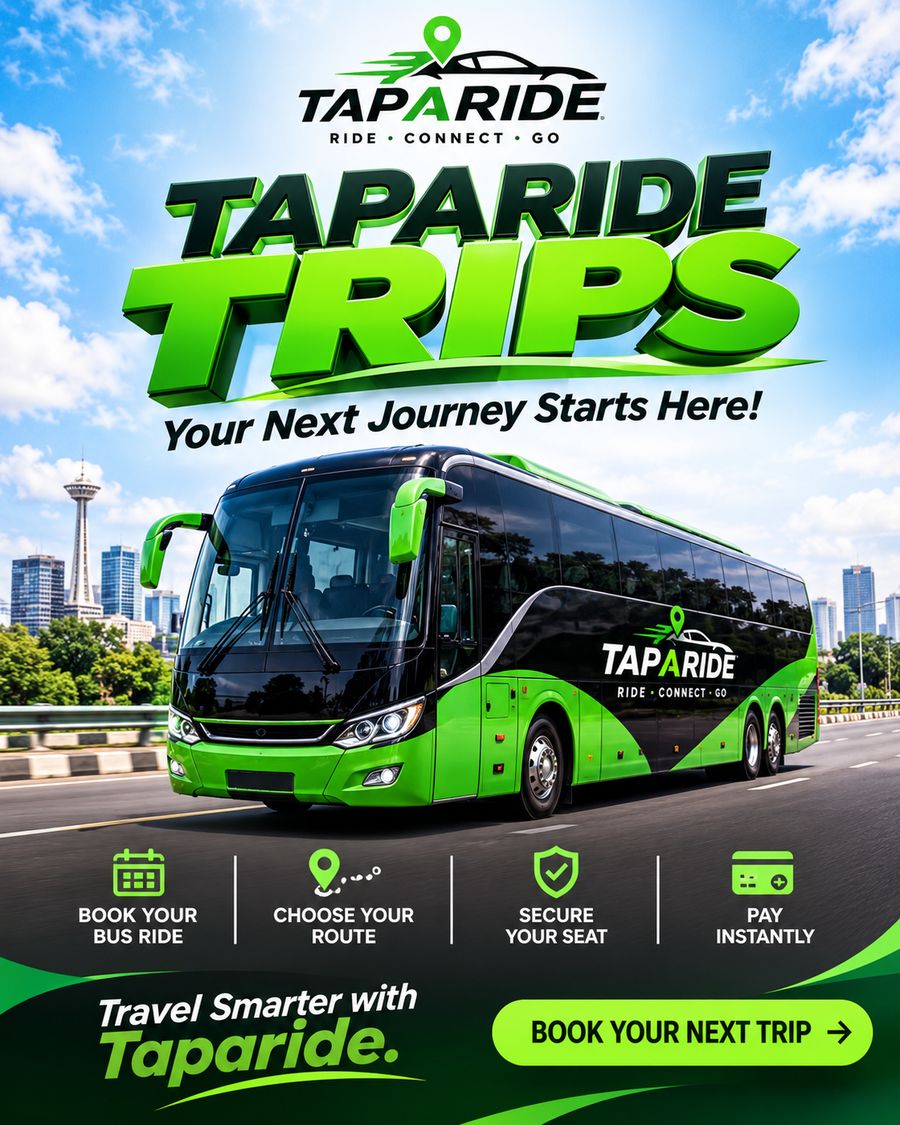 TAPARIDE
RIDE · CONNECT · GO
TAPARIDE
TRIPS
Your Next Journey Starts Here!
TAPARIDE
RIDE · CONNECT · GO
BOOK YOUR
BUS RIDE
CHOOSE YOUR
ROUTE
SECURE
YOUR SEAT
PAY
INSTANTLY
Travel Smarter with
Taparide.
BOOK YOUR NEXT TRIP →